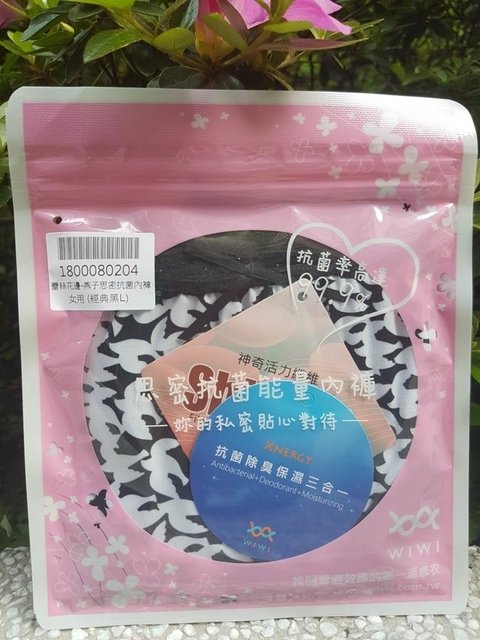 1800080204
蕾絲花邊-燕子思密抗菌內褲
女用(經典黑L)
抗菌率高達
99.9%
神奇活力纖維
思密抗菌能量內褲
妳的私密貼心對待
XNERGY
抗菌除臭保濕三合一
Antibacterial+Deodorant+Moisturizing
WIWI
WIWI